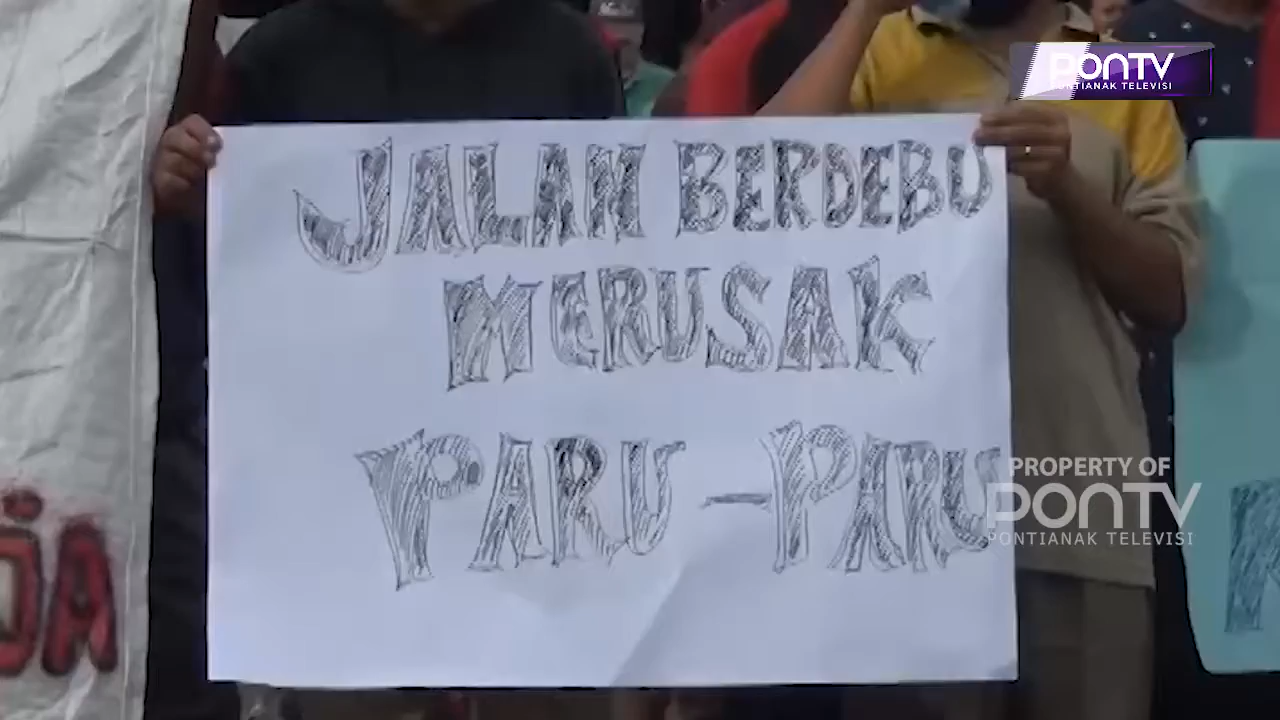 PONTV
PONTIANAK TELEVISI
JALAN BERDEBU
MERUSAK
PARU-PARU
PROPERTY OF
PONTV
PONTIANAK TELEVISI